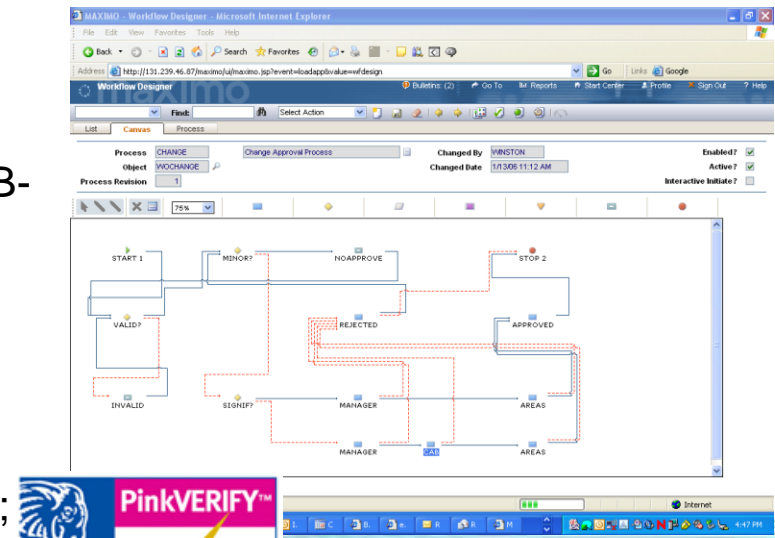 MAXIMO - Workflow Designer - Microsoft Internet Explorer
File Edit View Favorites Tools Help
Back Search Favorites
Address http://131.239.46.87/maximo/ui/maximo.jsp?event=loadapp&value=wfdesign Go Links Google
Workflow Designer Bulletins: (2) Go To Reports Start Center Profile Sign Out ? Help
Find: Select Action
List Canvas Process
Process CHANGE Change Approval Process Changed By WINSTON Enabled?
Object WOCHANGE Changed Date 1/13/06 11:12 AM Active?
Process Revision 1 Interactive Initiate?
B-
75%
START 1 MINOR? NOAPPROVE STOP 2
VALID? REJECTED APPROVED
INVALID SIGNIF? MANAGER AREAS
MANAGER CAB AREAS
;
PinkVERIFY™
Internet
I. C B. e. R R M 4:47 PM